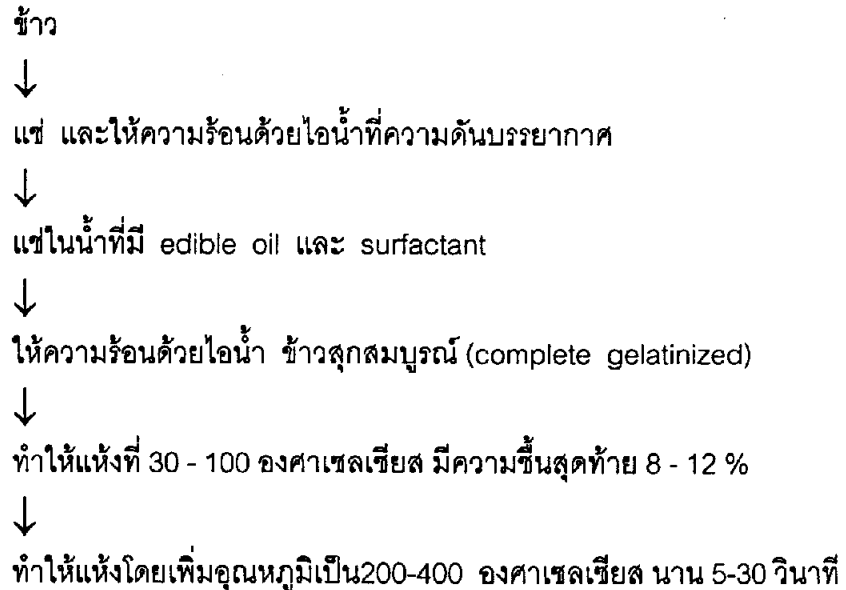 ข้าว
↓
แช่ และให้ความร้อนด้วยไอน้ำที่ความดันบรรยากาศ
↓
แช่ในน้ำที่มี edible oil และ surfactant
↓
ให้ความร้อนด้วยไอน้ำ ข้าวสุกสมบูรณ์ (complete gelatinized)
↓
ทำให้แห้งที่ 30 - 100 องศาเซลเซียส มีความชื้นสุดท้าย 8 - 12 %
↓
ทำให้แห้งโดยเพิ่มอุณหภูมิเป็น200-400 องศาเซลเซียส นาน 5-30 วินาที